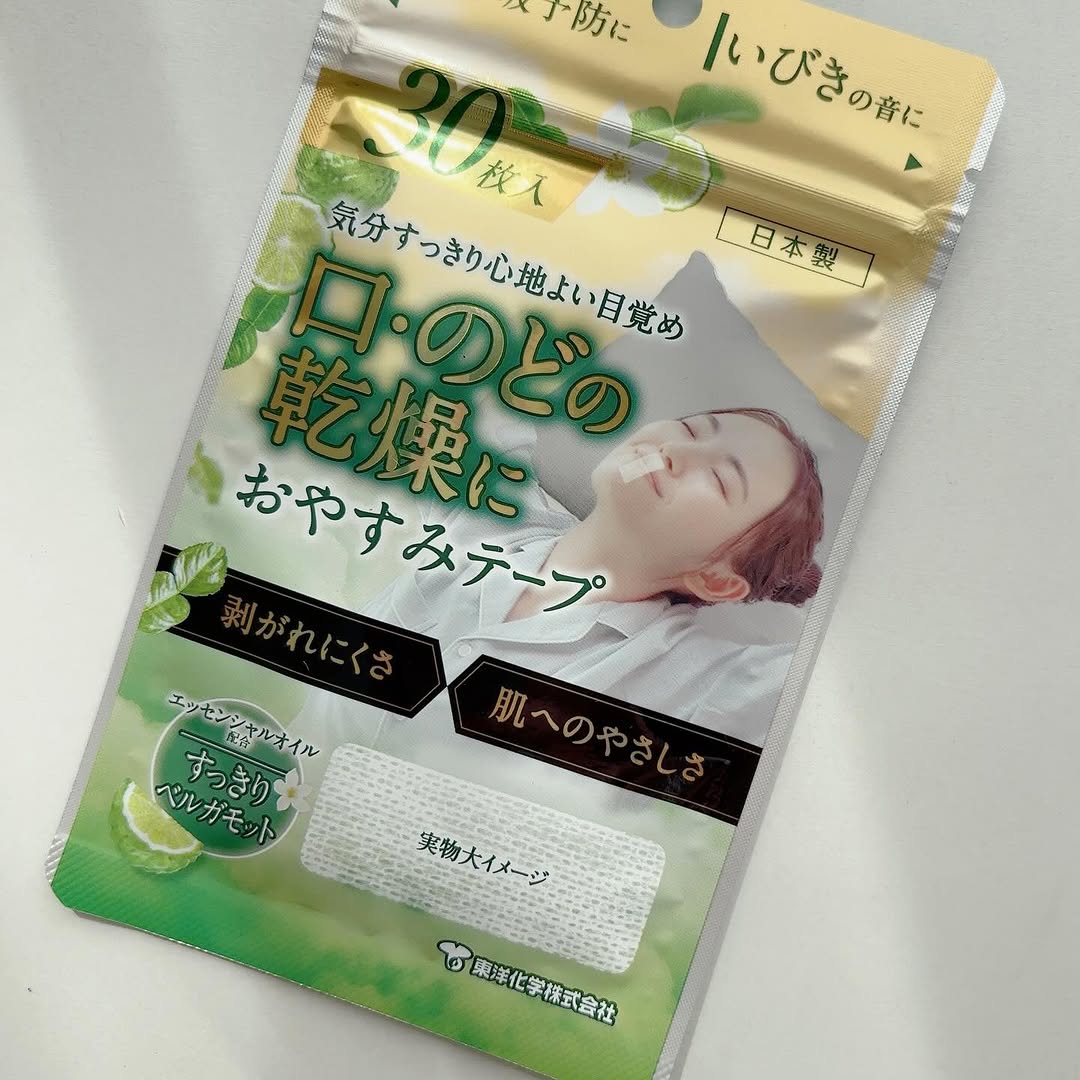 予防に
いびきの音に
30枚入
日本製
気分すっきり心地よい目覚め
口・のどの
乾燥に
おやすみテープ
剥がれにくさ
肌へのやさしさ
エッセンシャルオイル
配合
すっきり
ベルガモット
実物大イメージ
東洋化学株式会社